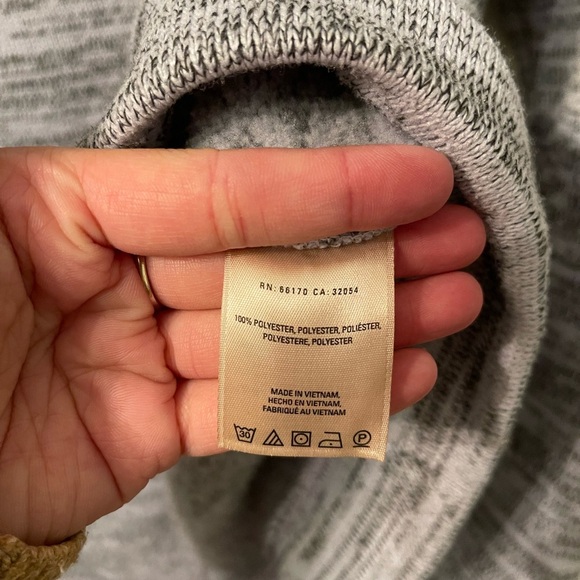 RN: 66170 CA: 32054
100% POLYESTER, POLYESTER, POLIÉSTER,
POLYESTERE, POLYESTER
MADE IN VIETNAM,
HECHO EN VIETNAM,
FABRIQUÉ AU VIETNAM
30 P